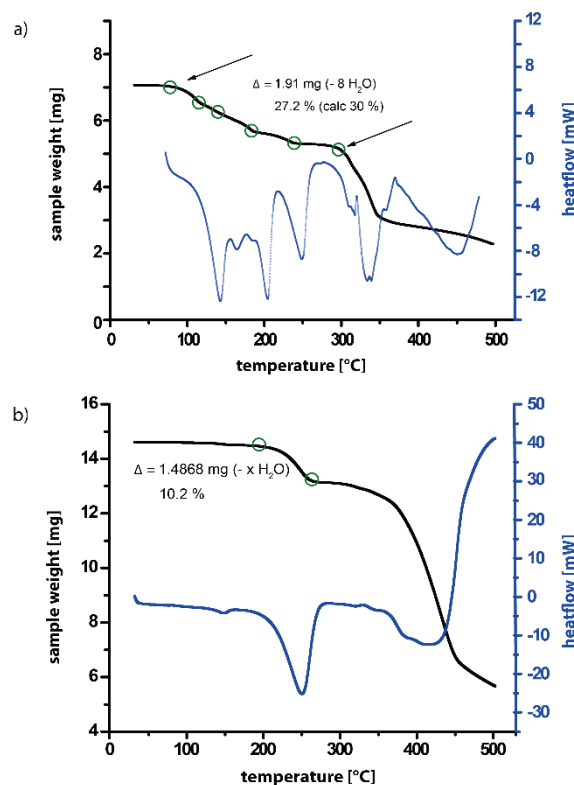 a)
sample weight [mg]
8
6
4
2
0
Δ = 1.91 mg (- 8 H₂O)
27.2 % (calc 30 %)
12
8
4
0
-4
-8
-12
heatflow [mW]
0 100 200 300 400 500
temperature [°C]
b)
sample weight [mg]
16
14
12
10
8
6
4
Δ = 1.4868 mg (- x H₂O)
10.2 %
50
40
30
20
10
0
-10
-20
-30
heatflow [mW]
0 100 200 300 400 500
temperature [°C]